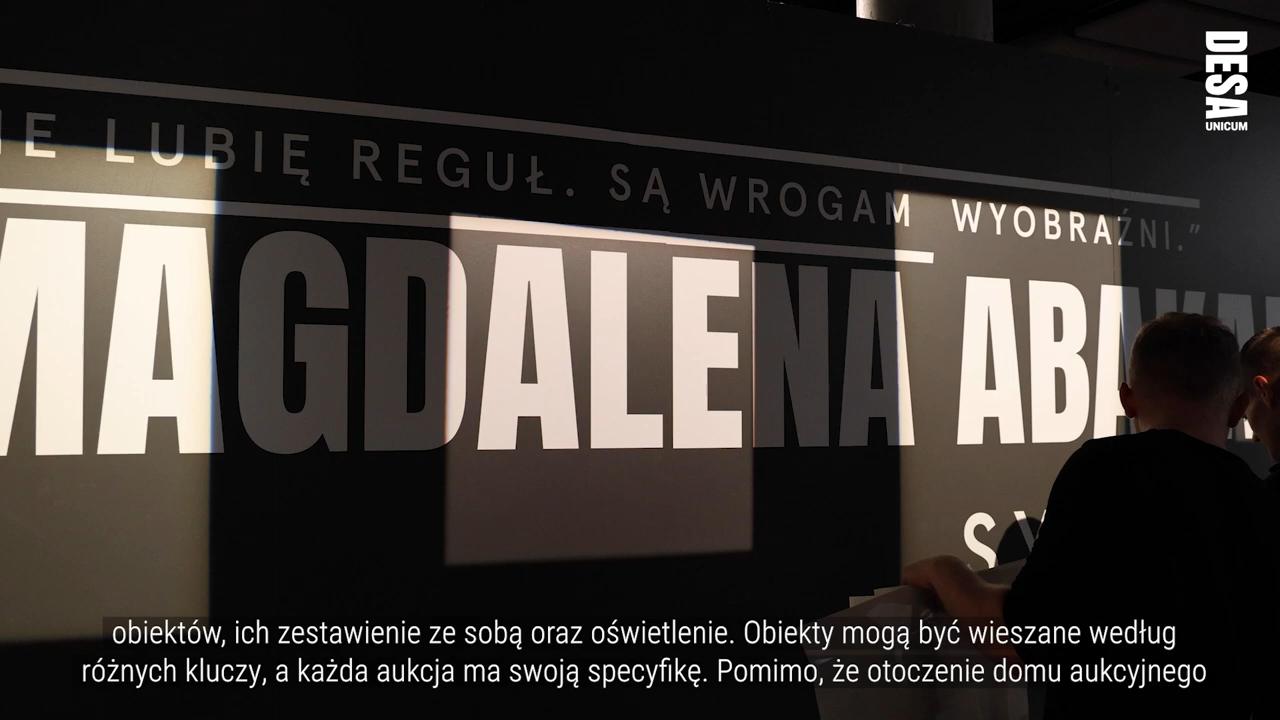 DESA
UNICUM
LUBIĘ REGUŁ. SĄ WROGAM WYOBRAŹNI.”
MAGDALENA
obiektów, ich zestawienie ze sobą oraz oświetlenie. Obiekty mogą być wieszane według
różnych kluczy, a każda aukcja ma swoją specyfikę. Pomimo, że otoczenie domu aukcyjnego